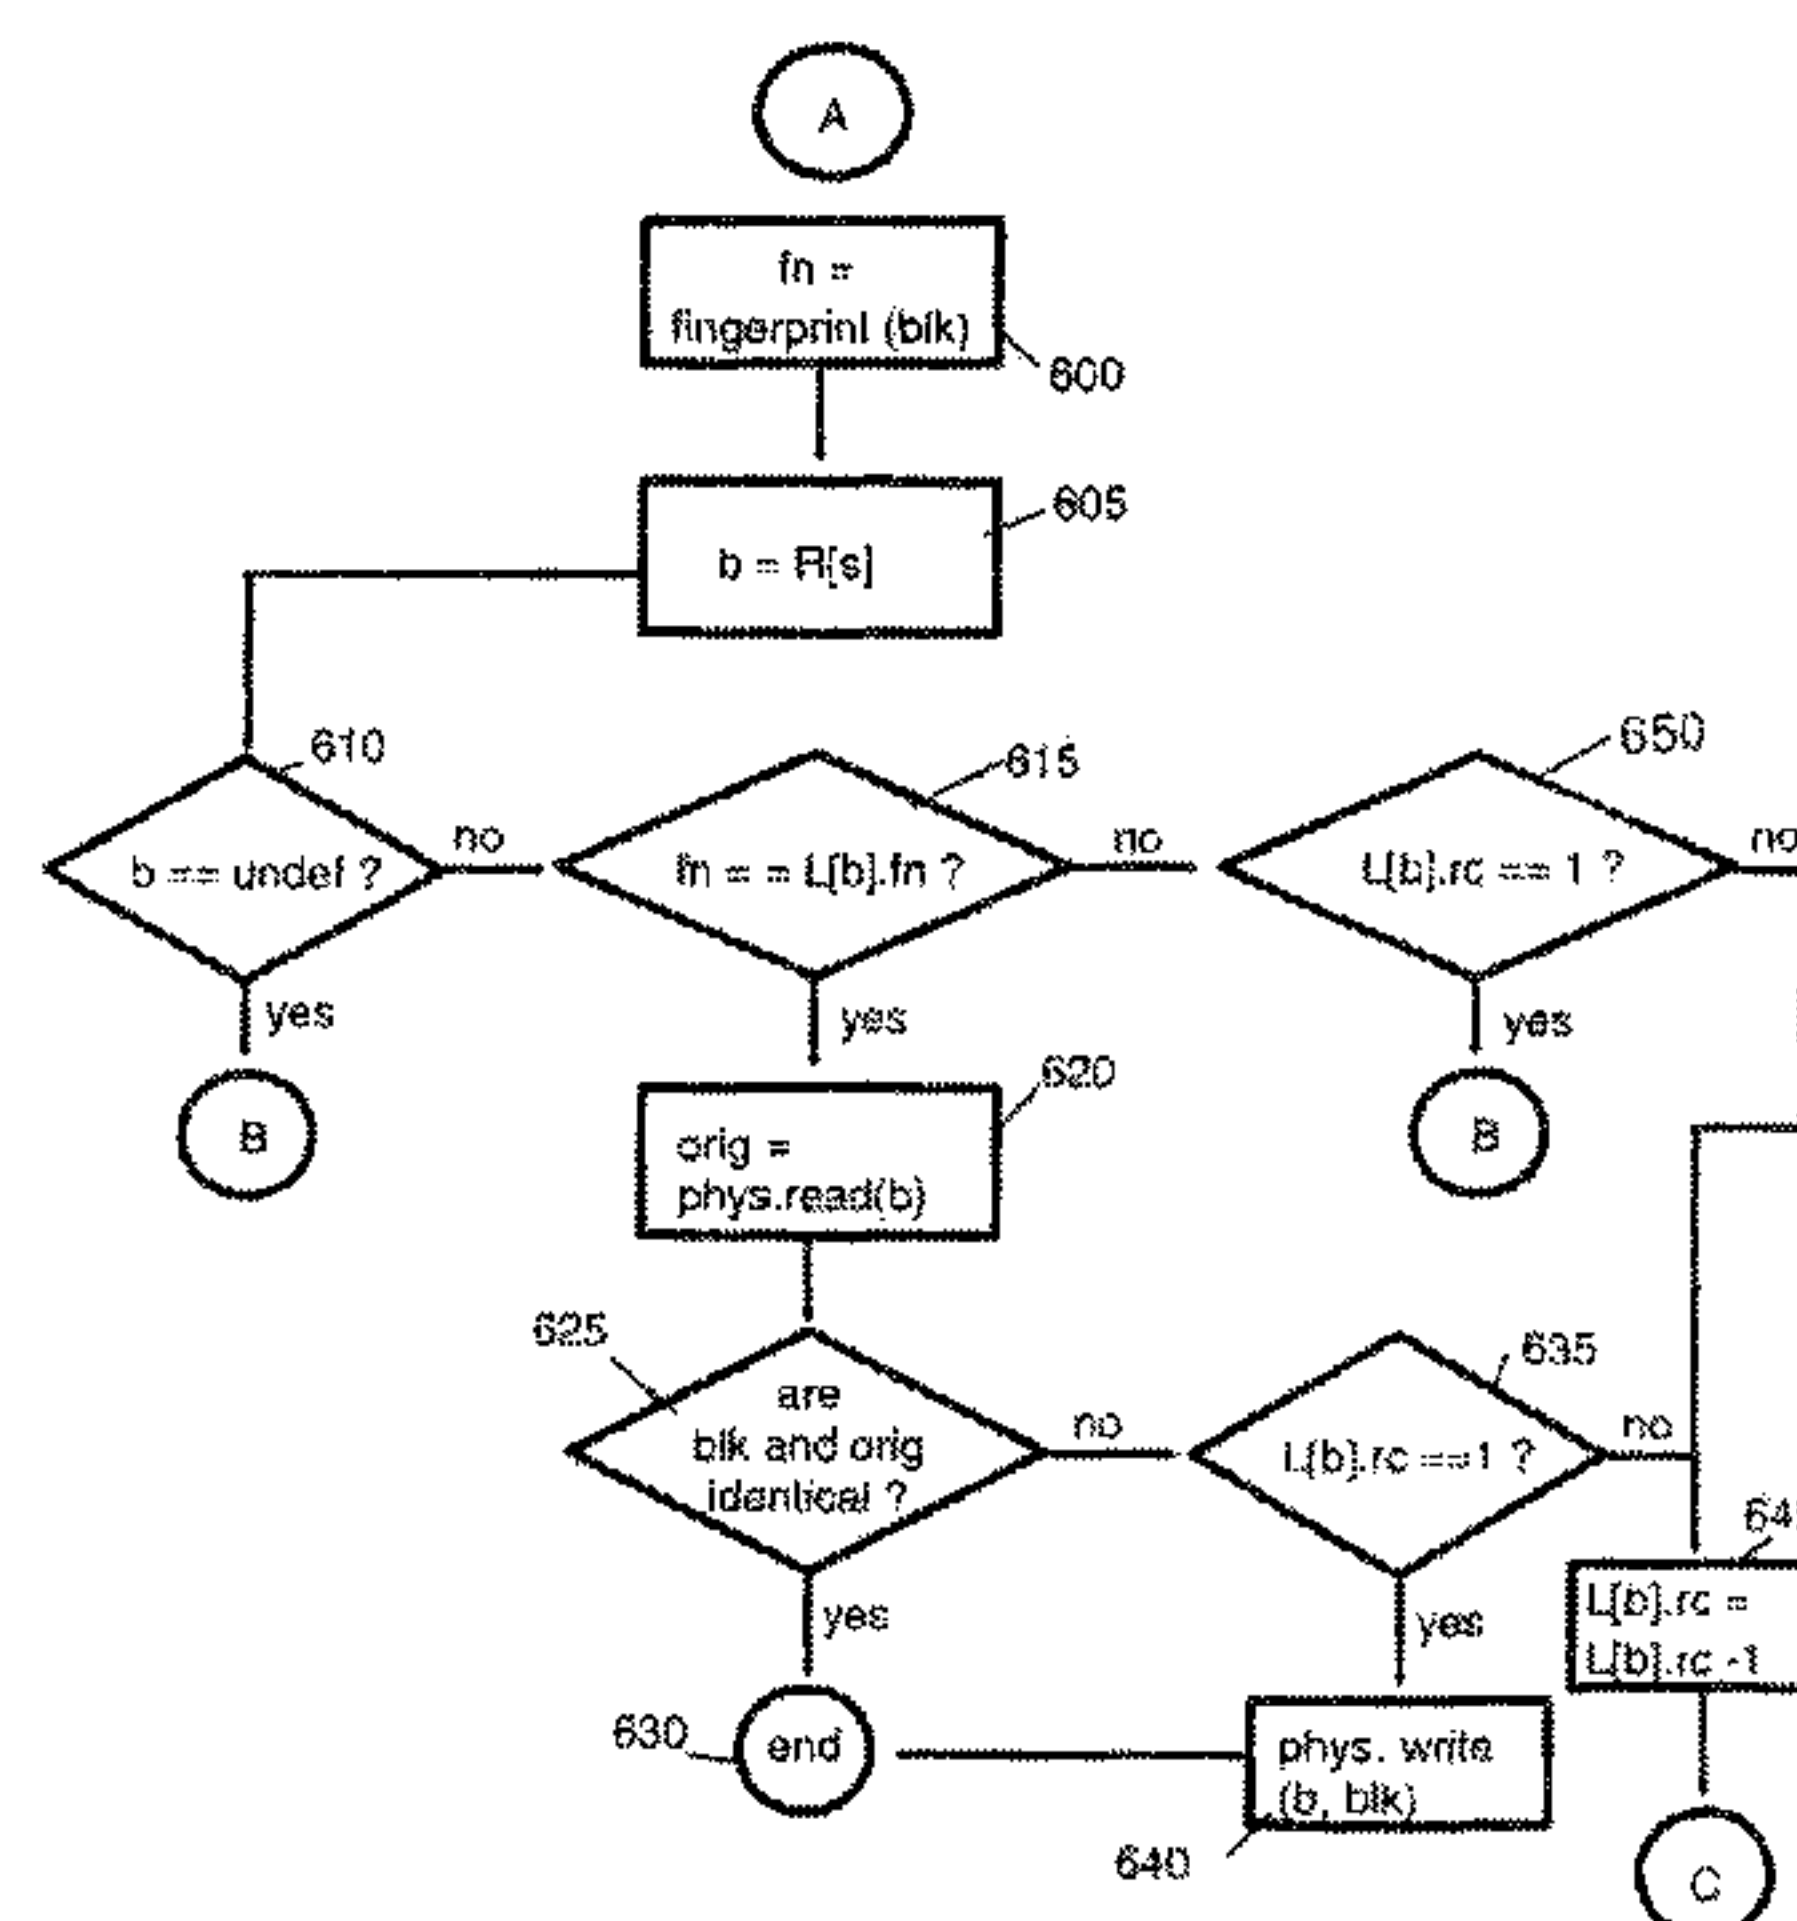 A
fn =
fingerprint (blk)
600
605
b = R[s]
610
615
650
b == undef ?
no
fn = = L[b].fn ?
no
L[b].rc == 1 ?
no
yes
yes
yes
B
620
B
orig =
phys.read(b)
625
635
are
blk and orig
identical ?
no
L[b].rc ==1 ?
no
L[b].rc =
L[b].rc -1
yes
yes
630
end
phys. write
(b, blk)
640
C